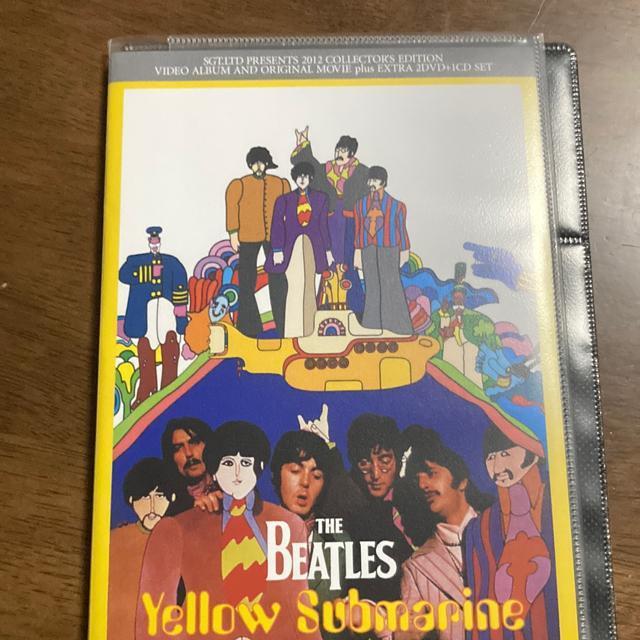 SGT.LTD PRESENTS 2012 COLLECTOR'S EDITION
VIDEO ALBUM AND ORIGINAL MOVIE plus EXTRA 2DVD+1CD SET
THE
BEATLES
Yellow Submarine